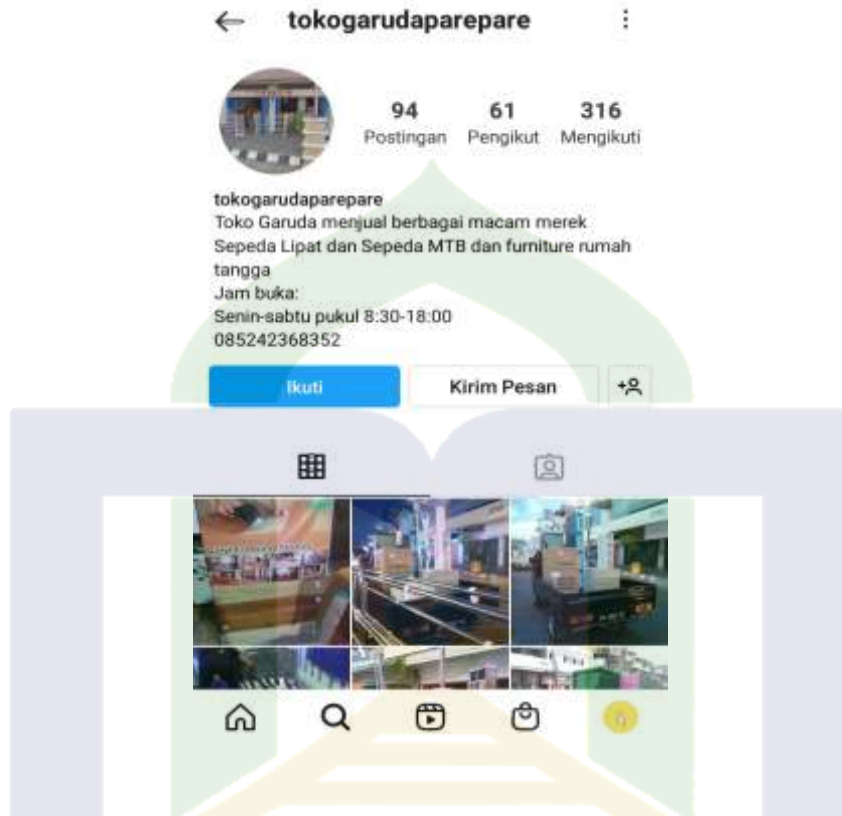 tokogarudaparepare
94 61 316
Postingan Pengikut Mengikuti
tokogarudaparepare
Toko Garuda menjual berbagai macam merek
Sepeda Lipat dan Sepeda MTB dan furniture rumah
tangga
Jam buka:
Senin-sabtu pukul 8:30-18:00
085242368352
Ikuti Kirim Pesan